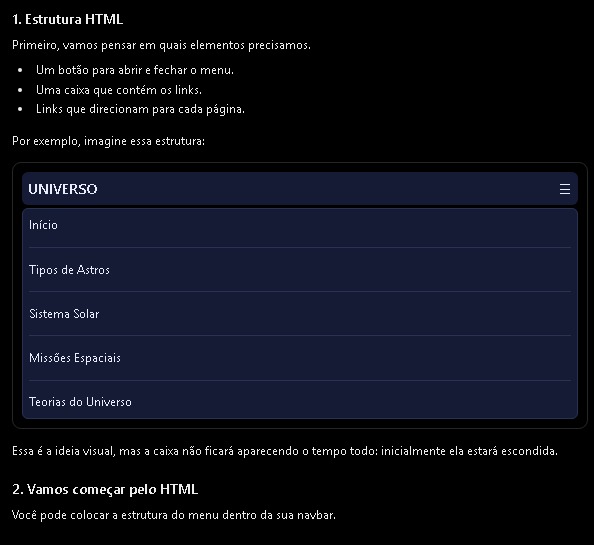 1. Estrutura HTML
Primeiro, vamos pensar em quais elementos precisamos.
• Um botão para abrir e fechar o menu.
• Uma caixa que contém os links.
• Links que direcionam para cada página.
Por exemplo, imagine essa estrutura:
UNIVERSO ☰
Início
Tipos de Astros
Sistema Solar
Missões Espaciais
Teorias do Universo
Essa é a ideia visual, mas a caixa não ficará aparecendo o tempo todo: inicialmente ela estará escondida.
2. Vamos começar pelo HTML
Você pode colocar a estrutura do menu dentro da sua navbar.